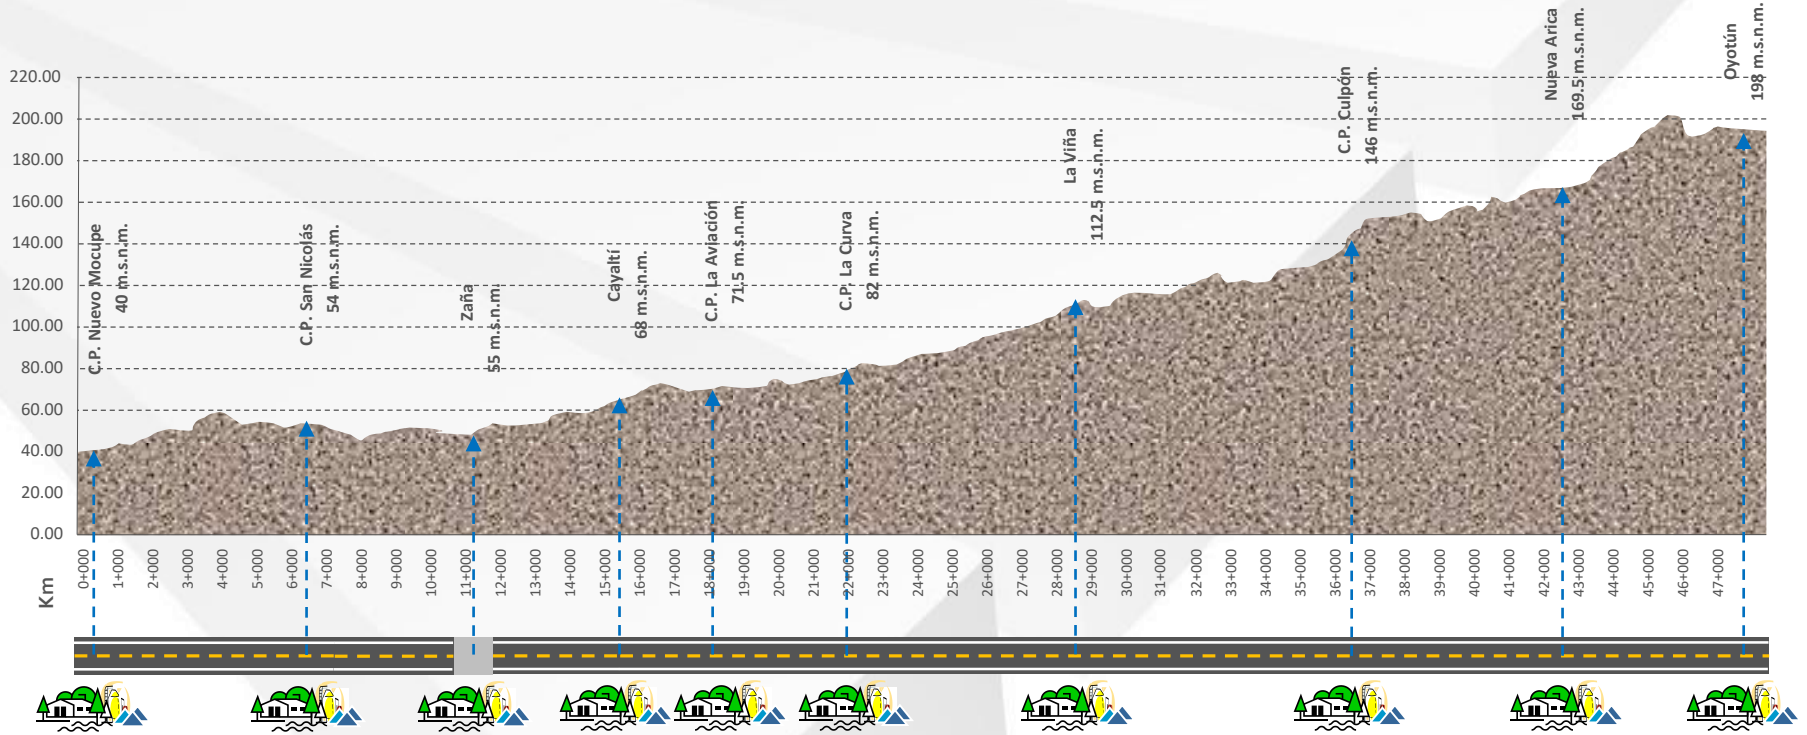 220.00
200.00
180.00
160.00
140.00
120.00
100.00
80.00
60.00
40.00
20.00
0.00
C.P. Nuevo Mocupe
40 m.s.n.m.
C.P. San Nicolás
54 m.s.n.m.
Zaña
55 m.s.n.m.
Cayaltí
68 m.s.n.m.
C.P. La Aviación
71.5 m.s.n.m.
C.P. La Curva
82 m.s.n.m.
La Viña
112.5 m.s.n.m.
C.P. Culpón
146 m.s.n.m.
Nueva Arica
169.5 m.s.n.m.
Oyotún
198 m.s.n.m.
Km
0+000
1+000
2+000
3+000
4+000
5+000
6+000
7+000
8+000
9+000
10+000
11+000
12+000
13+000
14+000
15+000
16+000
17+000
18+000
19+000
20+000
21+000
22+000
23+000
24+000
25+000
26+000
27+000
28+000
29+000
30+000
31+000
32+000
33+000
34+000
35+000
36+000
37+000
38+000
39+000
40+000
41+000
42+000
43+000
44+000
45+000
46+000
47+000